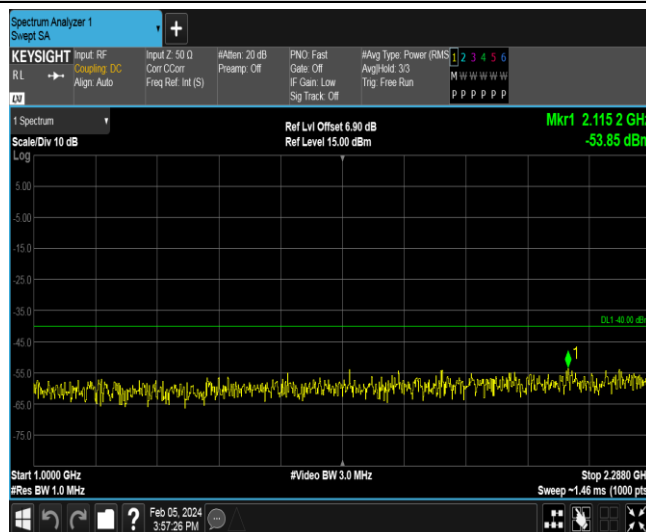 Spectrum Analyzer 1
Swept SA
+
KEYSIGHT
RL
LXI
Input: RF
Coupling: DC
Align: Auto
Input Z: 50 Ω
Corr CCorr
Freq Ref: Int (S)
#Atten: 20 dB
Preamp: Off
PNO: Fast
Gate: Off
IF Gain: Low
Sig Track: Off
#Avg Type: Power (RMS
Avg|Hold: 3/3
Trig: Free Run
1 2 3 4 5 6
M W W W W W
P P P P P P
1 Spectrum
Scale/Div 10 dB
Ref Lvl Offset 6.90 dB
Ref Level 15.00 dBm
Mkr1 2.115 2 GHz
-53.85 dBm
Log
5.00
-5.00
-15.0
-25.0
-35.0
-45.0
-55.0
-65.0
-75.0
DL1 -40.00 dBm
1
Start 1.0000 GHz
#Res BW 1.0 MHz
#Video BW 3.0 MHz
Stop 2.2880 GHz
Sweep ~1.46 ms (1000 pts
?
Feb 05, 2024
3:57:26 PM